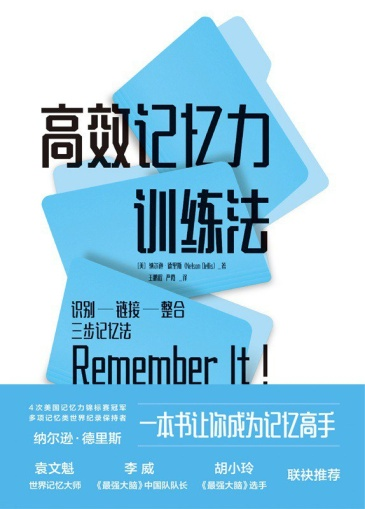 高效记忆力
训练法
[美] 纳尔逊·德里斯 (Nelson Dellis) _著
_译
识别—链接—整合
三步记忆法
Remember It !
4次美国记忆力锦标赛冠军
多项记忆类世界纪录保持者
纳尔逊·德里斯
一本书让你成为记忆高手
袁文魁 李 威 胡小玲 联袂推荐
世界记忆大师 《最强大脑》中国队队长 《最强大脑》选手